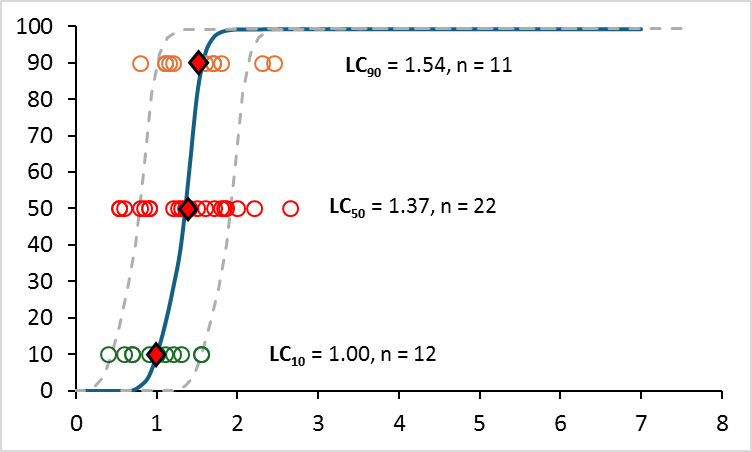 100
90
LC90 = 1.54, n = 11
80
70
60
50
LC50 = 1.37, n = 22
40
30
20
10
LC10 = 1.00, n = 12
0
0 1 2 3 4 5 6 7 8